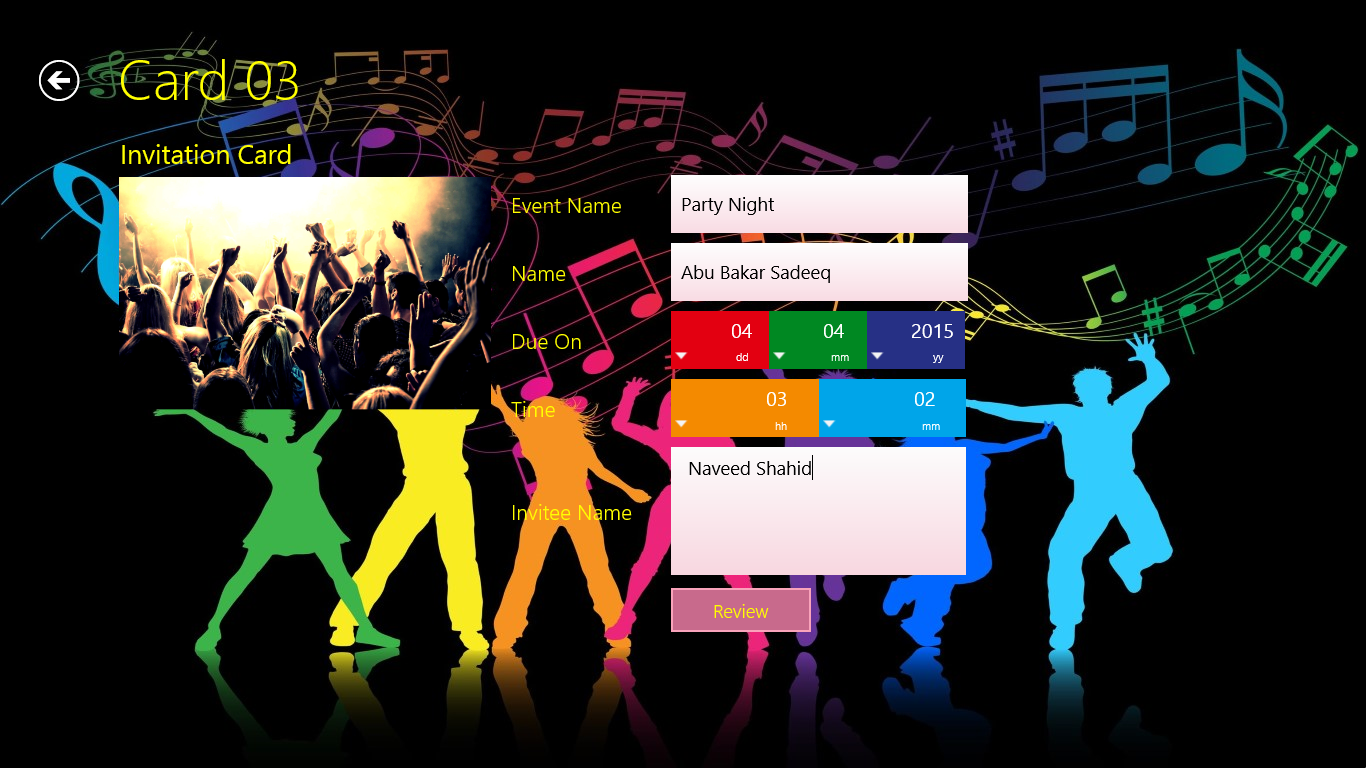 Card 03
Invitation Card
Event Name
Party Night
Name
Abu Bakar Sadeeq
Due On
04 04 2015
dd mm yy
Time
03 02
hh mm
Naveed Shahid
Invitee Name
Review